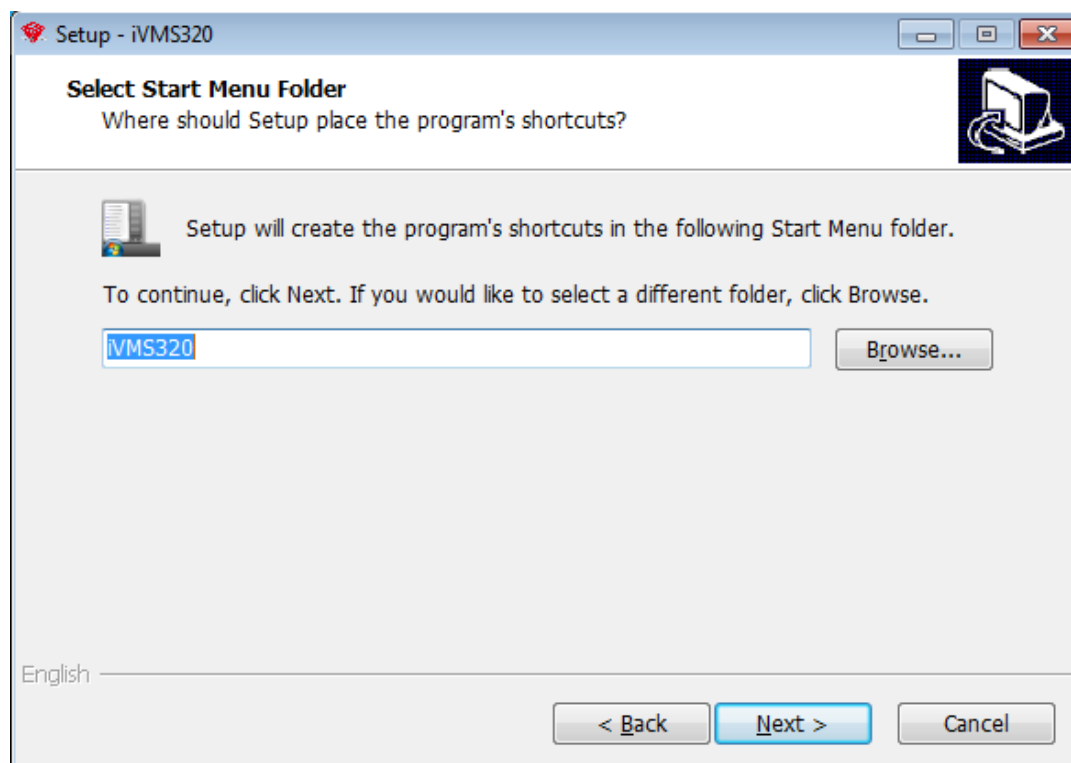 Setup - iVMS320
Select Start Menu Folder
Where should Setup place the program's shortcuts?
Setup will create the program's shortcuts in the following Start Menu folder.
To continue, click Next. If you would like to select a different folder, click Browse.
iVMS320
Browse...
English
< Back
Next >
Cancel